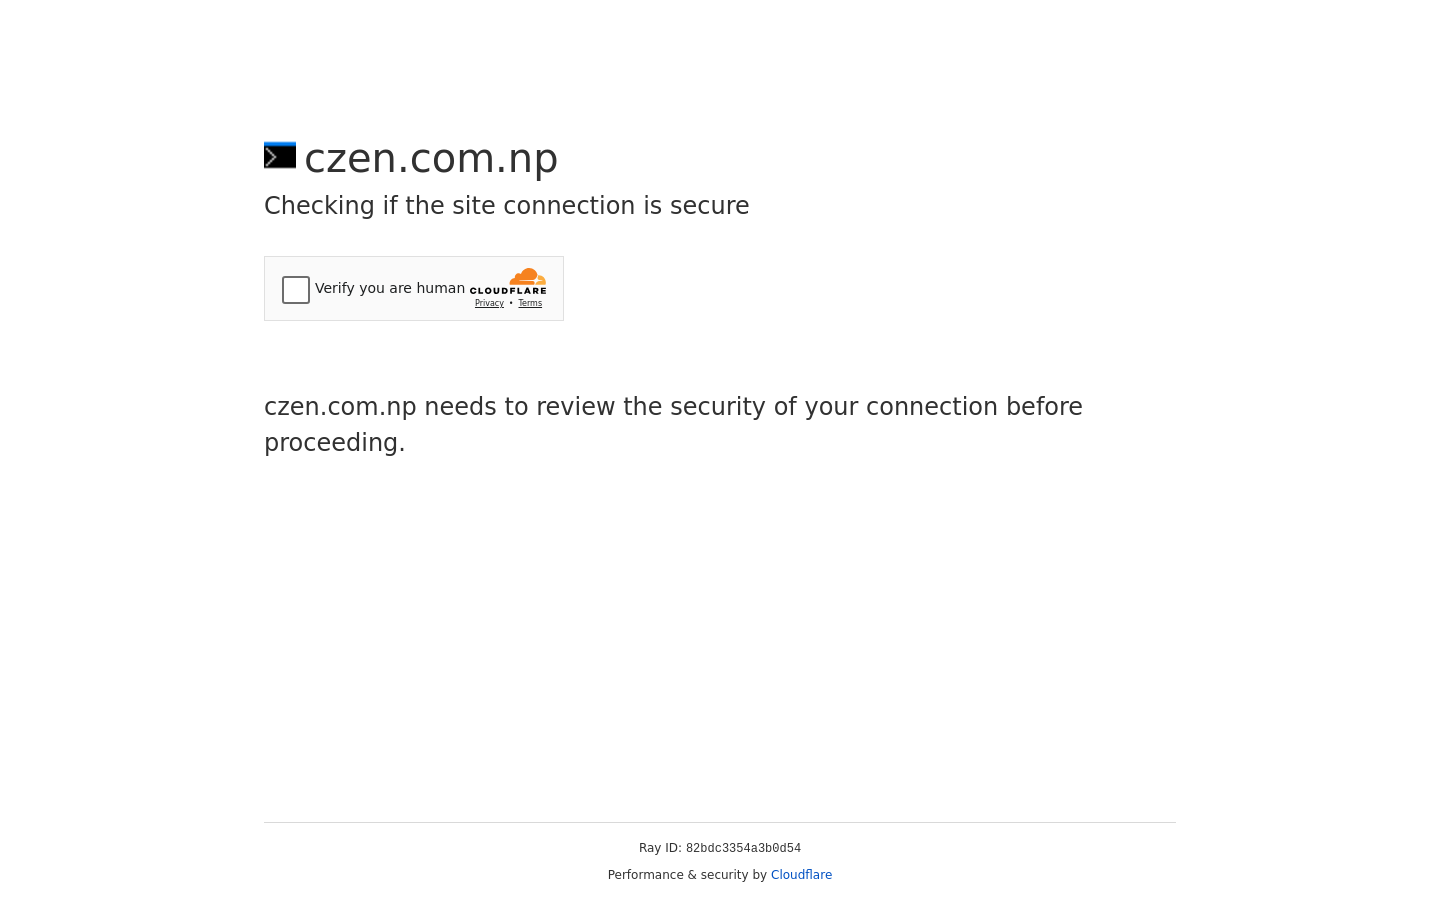 czen.com.np
Checking if the site connection is secure
Verify you are human
CLOUDFLARE
Privacy • Terms
czen.com.np needs to review the security of your connection before
proceeding.
Ray ID: 82bdc3354a3b0d54
Performance & security by Cloudflare